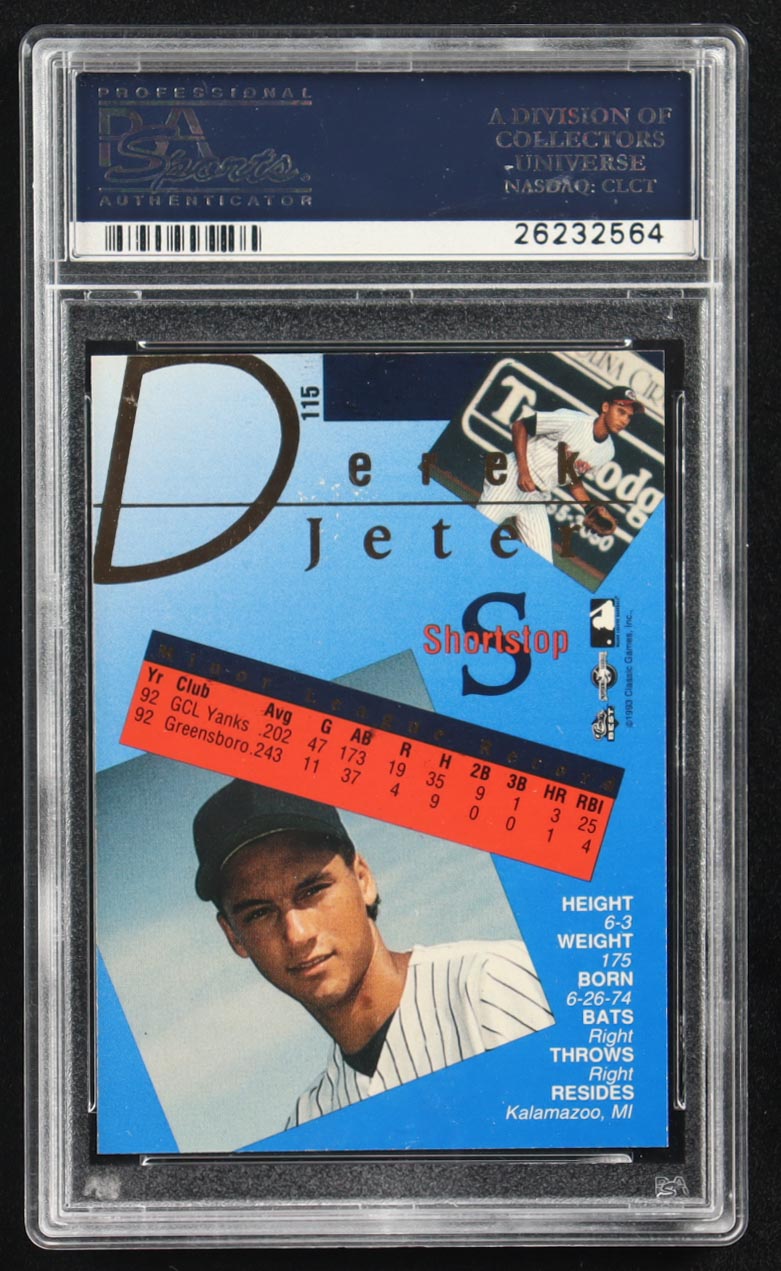 PROFESSIONAL
PSA
Sports
AUTHENTICATOR
A DIVISION OF
COLLECTORS
UNIVERSE
NASDAQ: CLCT
26232564
115
Derek
Jeter
S
Shortstop
Minor League Record
Yr Club Avg G AB R H 2B 3B HR RBI
92 GCL Yanks .202 47 173 19 35 9 1 3 25
92 Greensboro .243 11 37 4 9 0 0 1 4
BEST
©1993 Classic Games, Inc.,
HEIGHT
6-3
WEIGHT
175
BORN
6-26-74
BATS
Right
THROWS
Right
RESIDES
Kalamazoo, MI
PSA